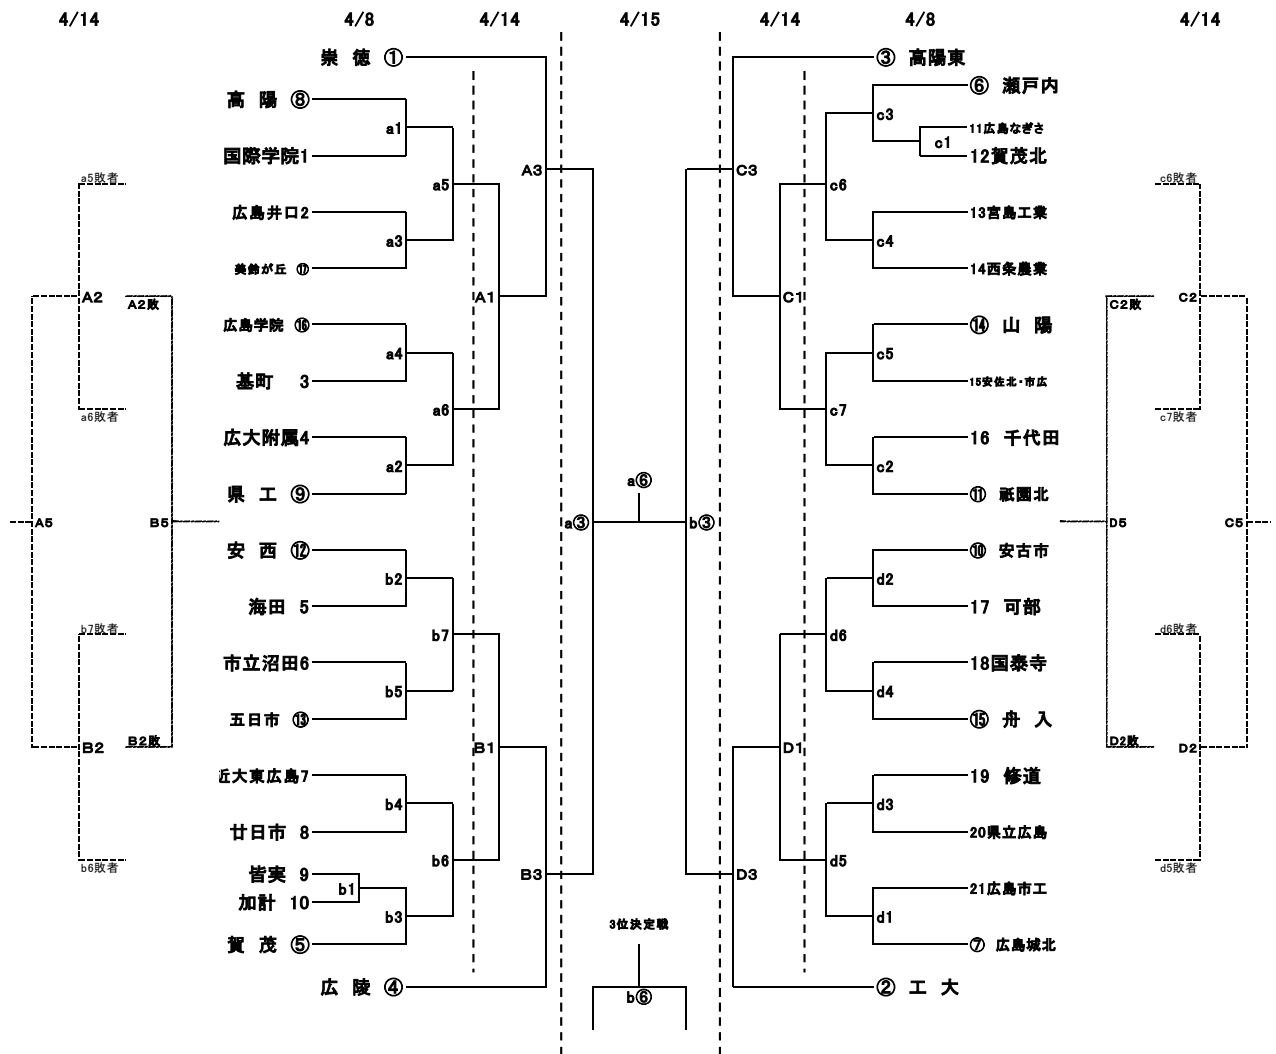 4/14 4/8 4/14 4/15 4/14 4/8 4/14
崇徳 ①
③ 高陽東
⑥ 瀬戸内
高陽 ⑧
c3
a1
11広島なぎさ
c1
国際学院1
12賀茂北
A3
C3
a5敗者
a5
c6
c6敗者
広島井口2
13宮島工業
a3
c4
美鈴が丘 ⑰
14西条農業
A2
A2敗
A1
C1
C2敗
C2
広島学院 ⑯
⑭ 山陽
a4
c5
基町 3
15安佐北・市広
a6敗者
a6
c7
c7敗者
広大附属4
16 千代田
a2
c2
a⑥
県工 ⑨
⑪ 祇園北
A5
B5
a③
b③
D5
C5
安西 ⑫
⑩ 安古市
b2
d2
海田 5
17 可部
b7敗者
b7
d6
d6敗者
市立沼田6
18国泰寺
b5
d4
五日市 ⑬
⑮ 舟入
B2
B2敗
B1
D1
D2敗
D2
近大東広島7
19 修道
b4
d3
廿日市 8
20県立広島
b6敗者
b6
d5
d5敗者
皆実 9
B3
D3
b1
21広島市工
加計 10
b3
d1
3位決定戦
賀茂 ⑤
⑦ 広島城北
広陵 ④
② 工大
b⑥